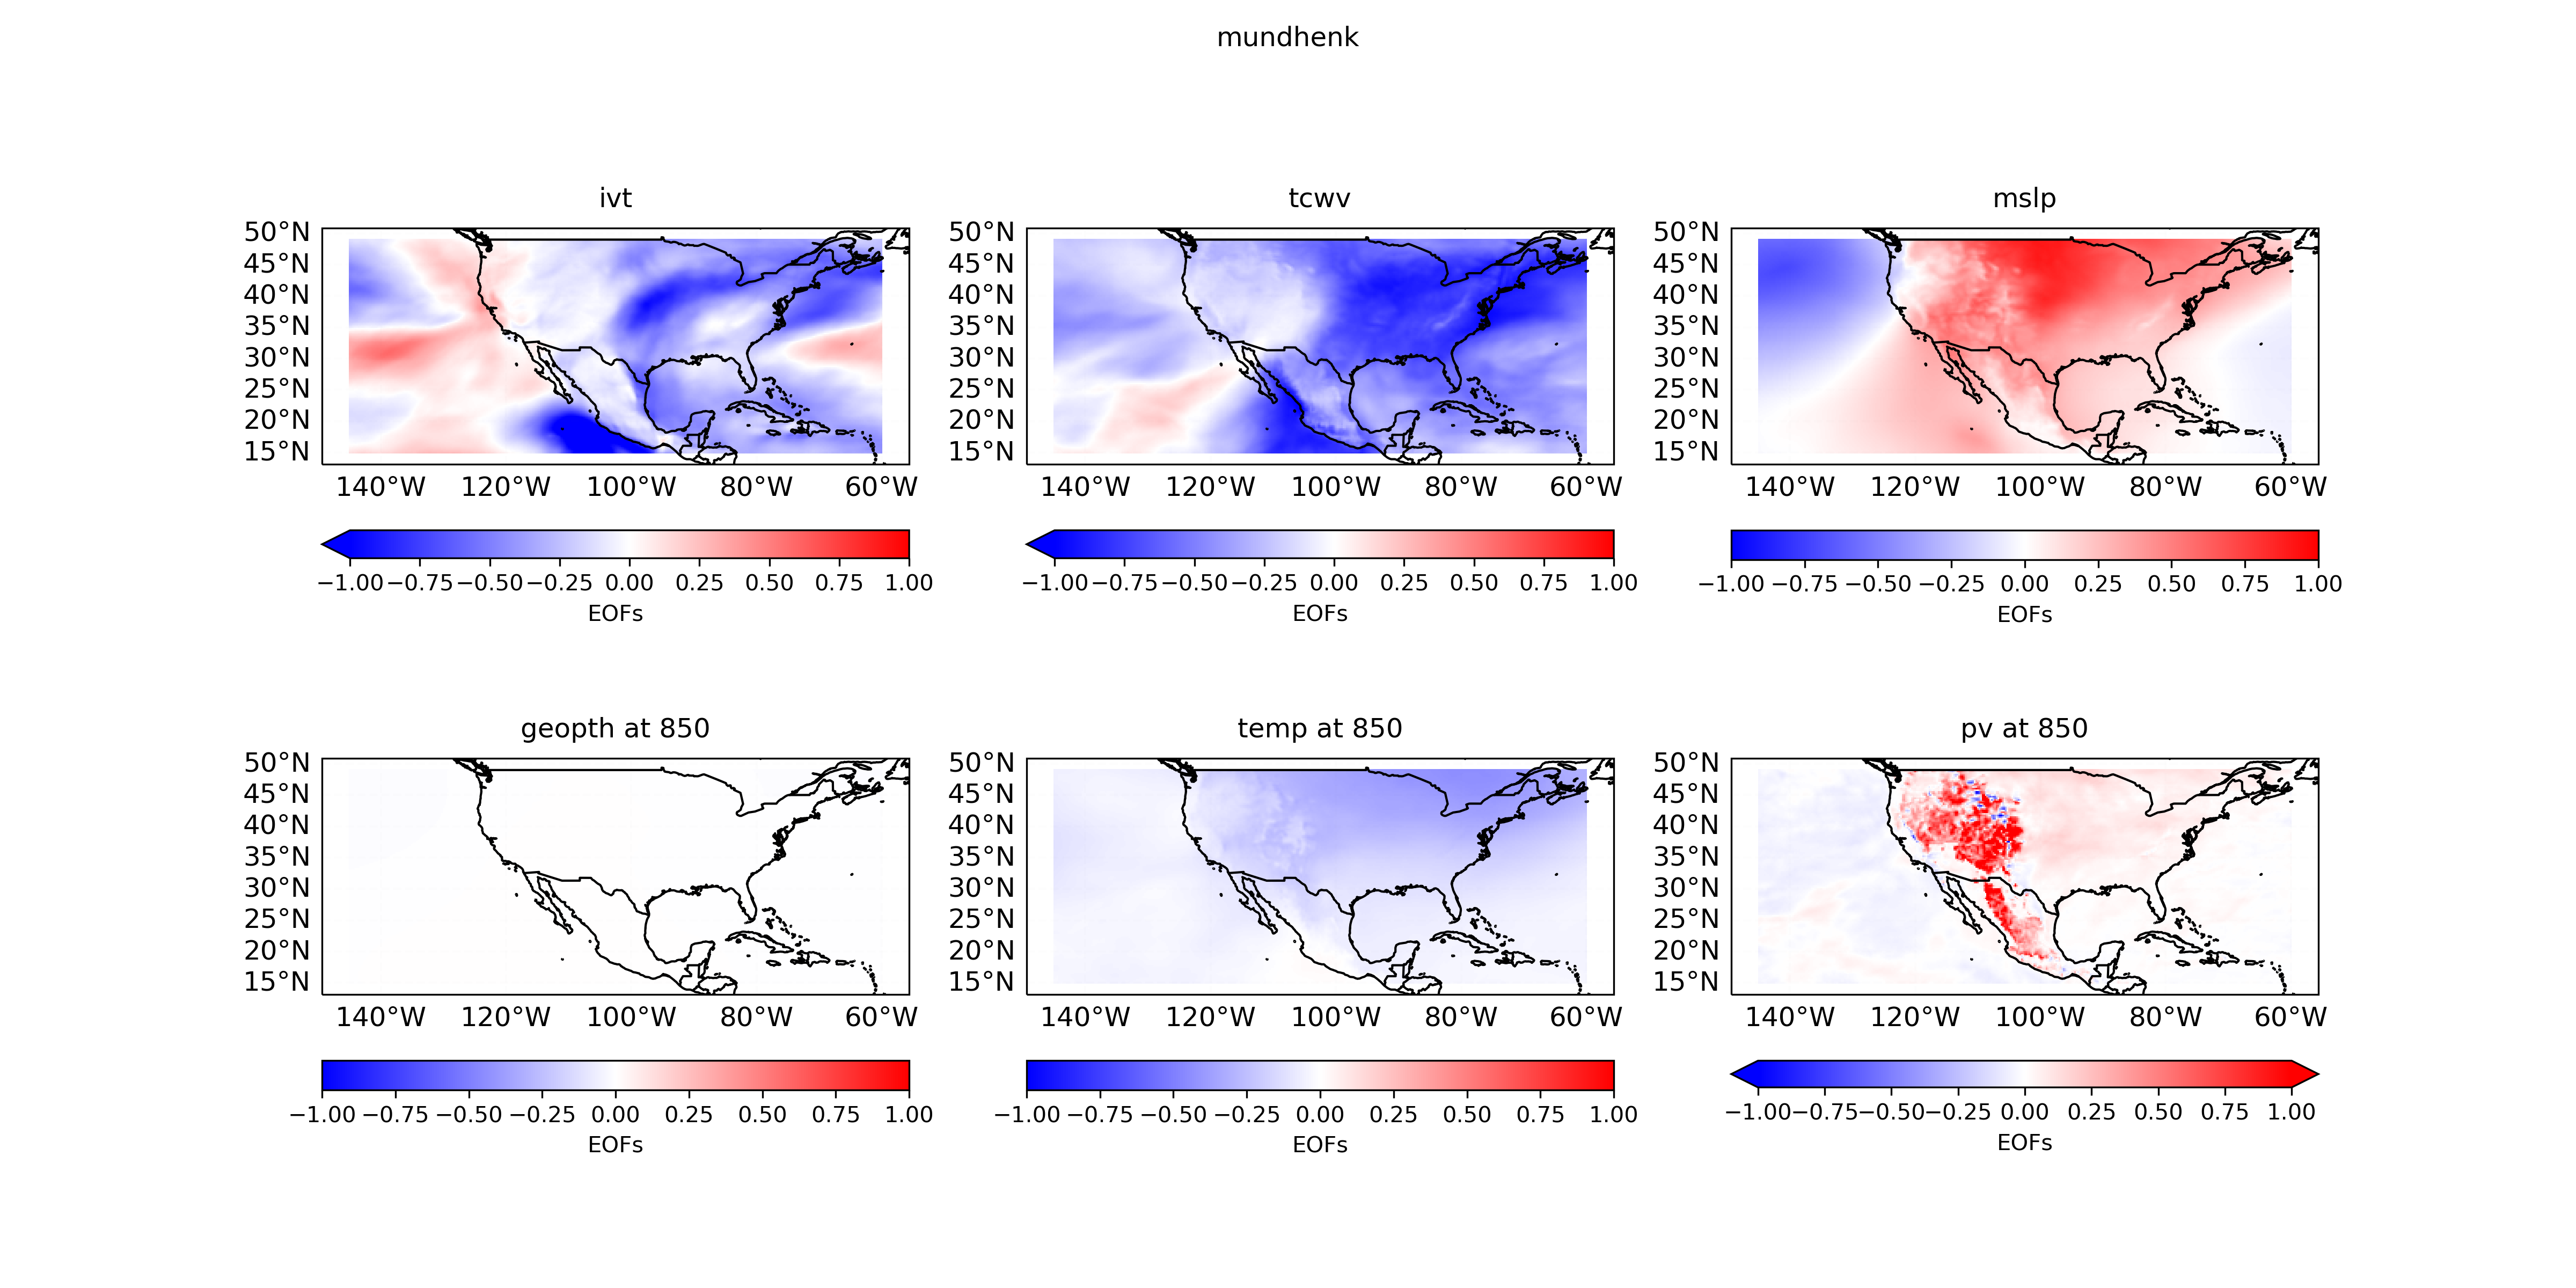 mundhenk
ivt
tcwv
mslp
50°N 50°N 50°N
45°N 45°N 45°N
40°N 40°N 40°N
35°N 35°N 35°N
30°N 30°N 30°N
25°N 25°N 25°N
20°N 20°N 20°N
15°N 15°N 15°N
140°W 120°W 100°W 80°W 60°W 140°W 120°W 100°W 80°W 60°W 140°W 120°W 100°W 80°W 60°W
−1.00 −0.75 −0.50 −0.25 0.00 0.25 0.50 0.75 1.00 −1.00 −0.75 −0.50 −0.25 0.00 0.25 0.50 0.75 1.00 −1.00 −0.75 −0.50 −0.25 0.00 0.25 0.50 0.75 1.00
EOFs EOFs EOFs
geopth at 850
temp at 850
pv at 850
50°N 50°N 50°N
45°N 45°N 45°N
40°N 40°N 40°N
35°N 35°N 35°N
30°N 30°N 30°N
25°N 25°N 25°N
20°N 20°N 20°N
15°N 15°N 15°N
140°W 120°W 100°W 80°W 60°W 140°W 120°W 100°W 80°W 60°W 140°W 120°W 100°W 80°W 60°W
−1.00 −0.75 −0.50 −0.25 0.00 0.25 0.50 0.75 1.00 −1.00 −0.75 −0.50 −0.25 0.00 0.25 0.50 0.75 1.00 −1.00 −0.75 −0.50 −0.25 0.00 0.25 0.50 0.75 1.00
EOFs EOFs EOFs